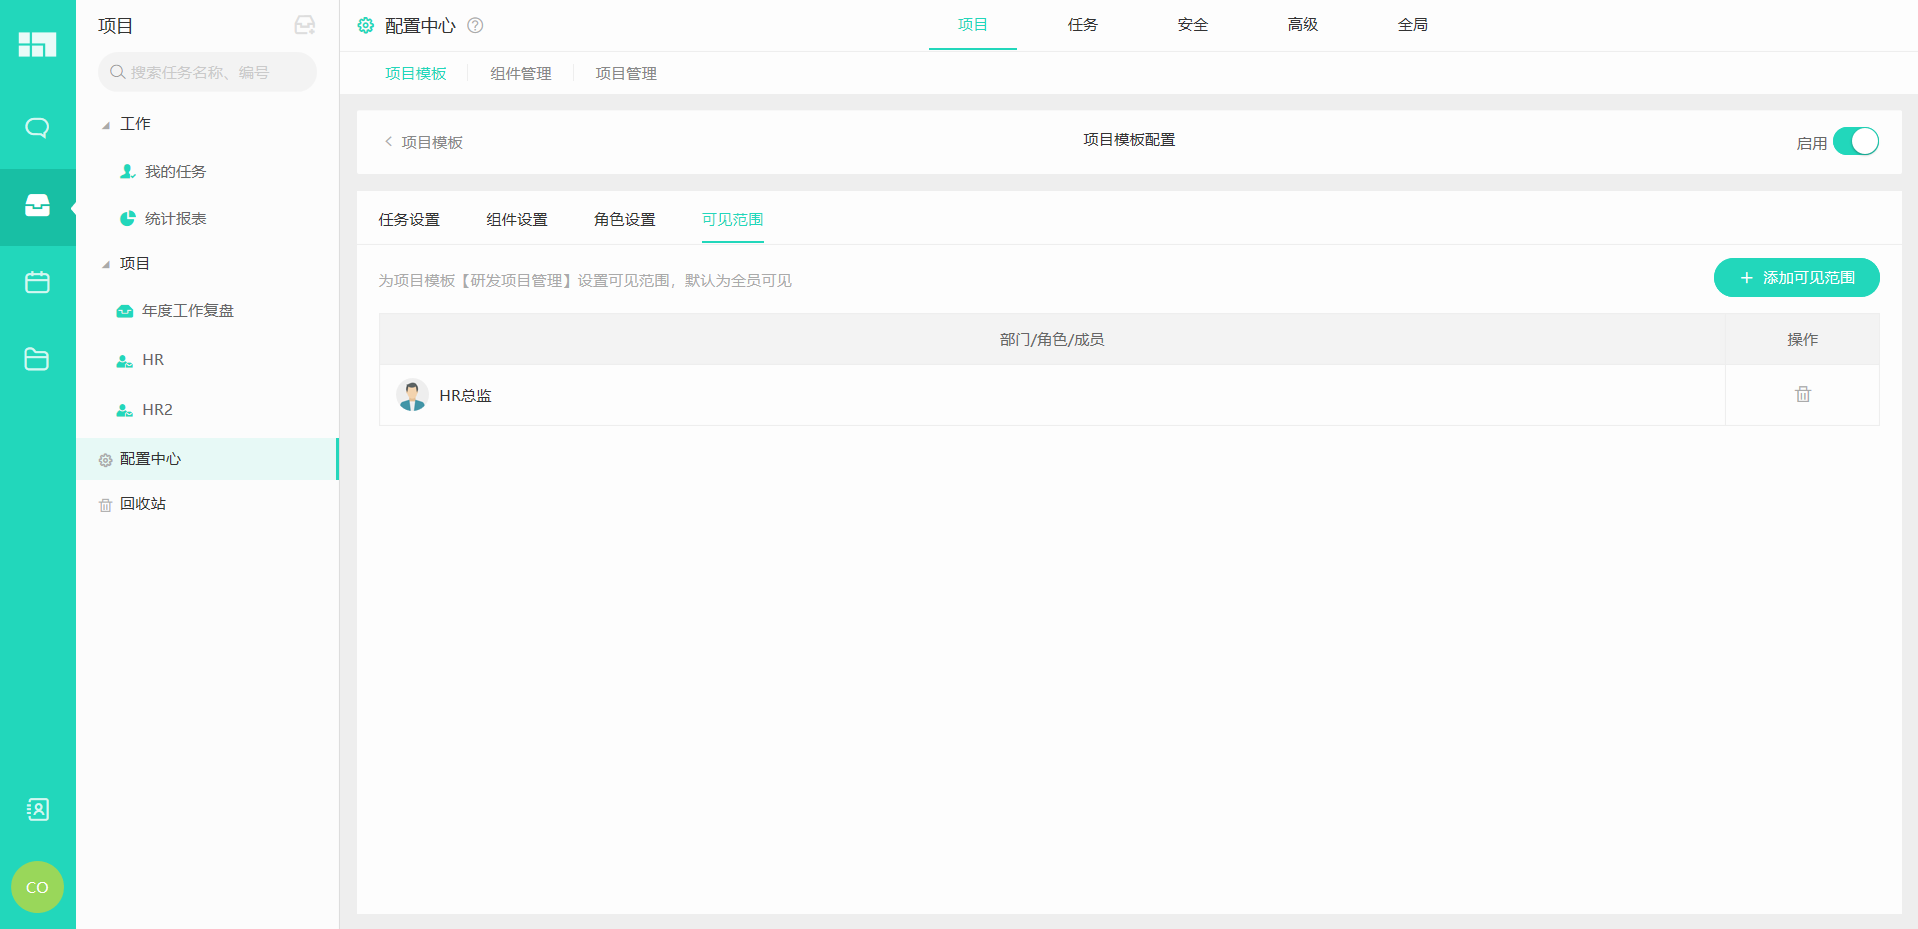 项目
搜索任务名称、编号
工作
我的任务
统计报表
项目
年度工作复盘
HR
HR2
配置中心
回收站
CO
配置中心
项目 任务 安全 高级 全局
项目模板 组件管理 项目管理
项目模板 项目模板配置 启用
任务设置 组件设置 角色设置 可见范围
为项目模板【研发项目管理】设置可见范围，默认为全员可见 添加可见范围
部门/角色/成员 操作
HR总监